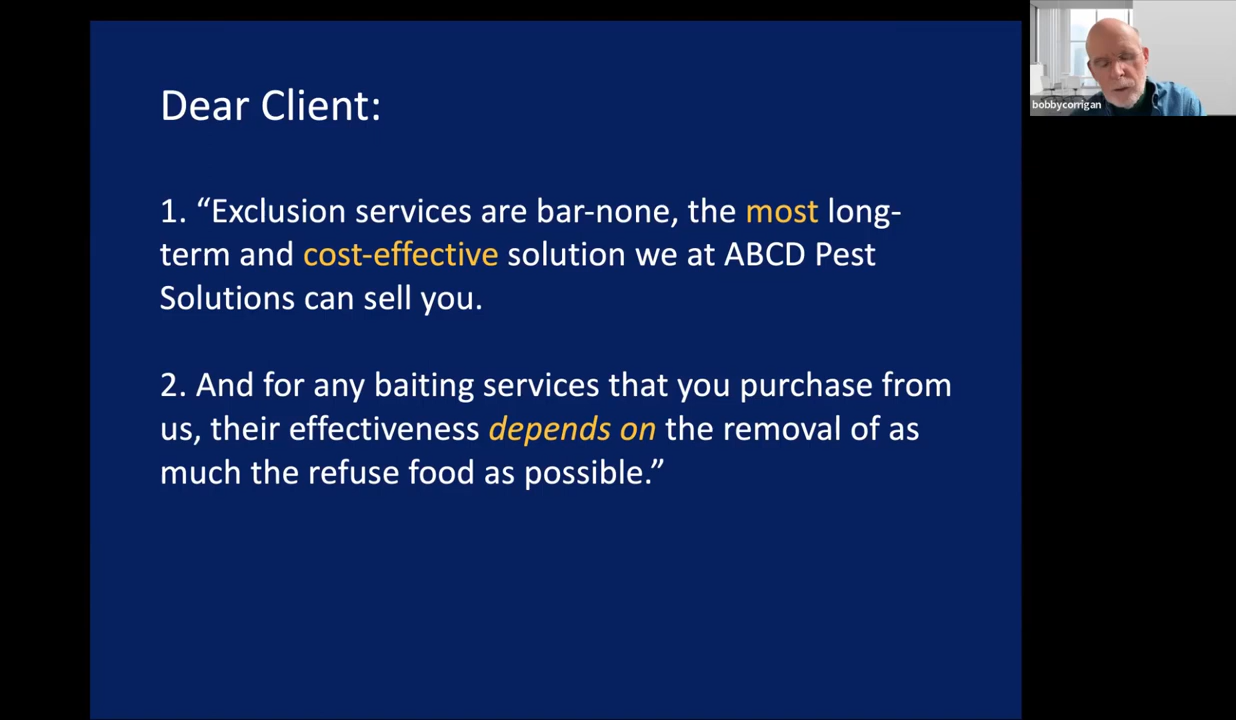 Dear Client:
1. “Exclusion services are bar-none, the most long-
term and cost-effective solution we at ABCD Pest
Solutions can sell you.
2. And for any baiting services that you purchase from
us, their effectiveness depends on the removal of as
much the refuse food as possible.”
bobbycorrigan